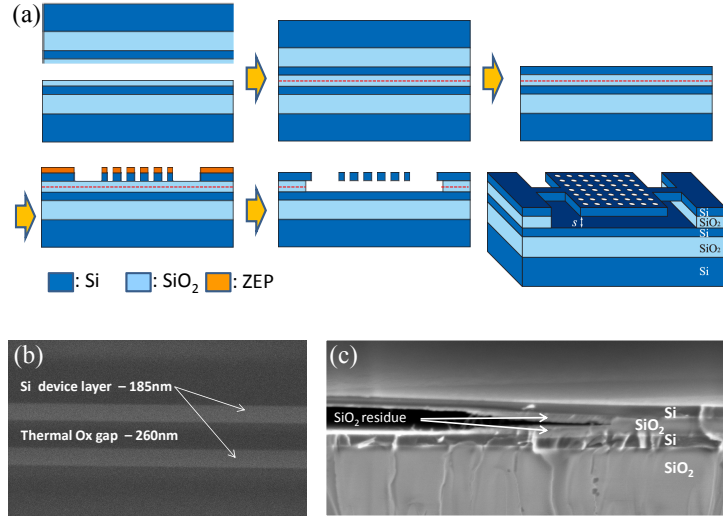 (a)
s
Si
SiO₂
Si
SiO₂
Si
: Si
: SiO₂
: ZEP
(b)
Si device layer – 185nm
Thermal Ox gap – 260nm
(c)
SiO₂ residue
Si
SiO₂
Si
SiO₂